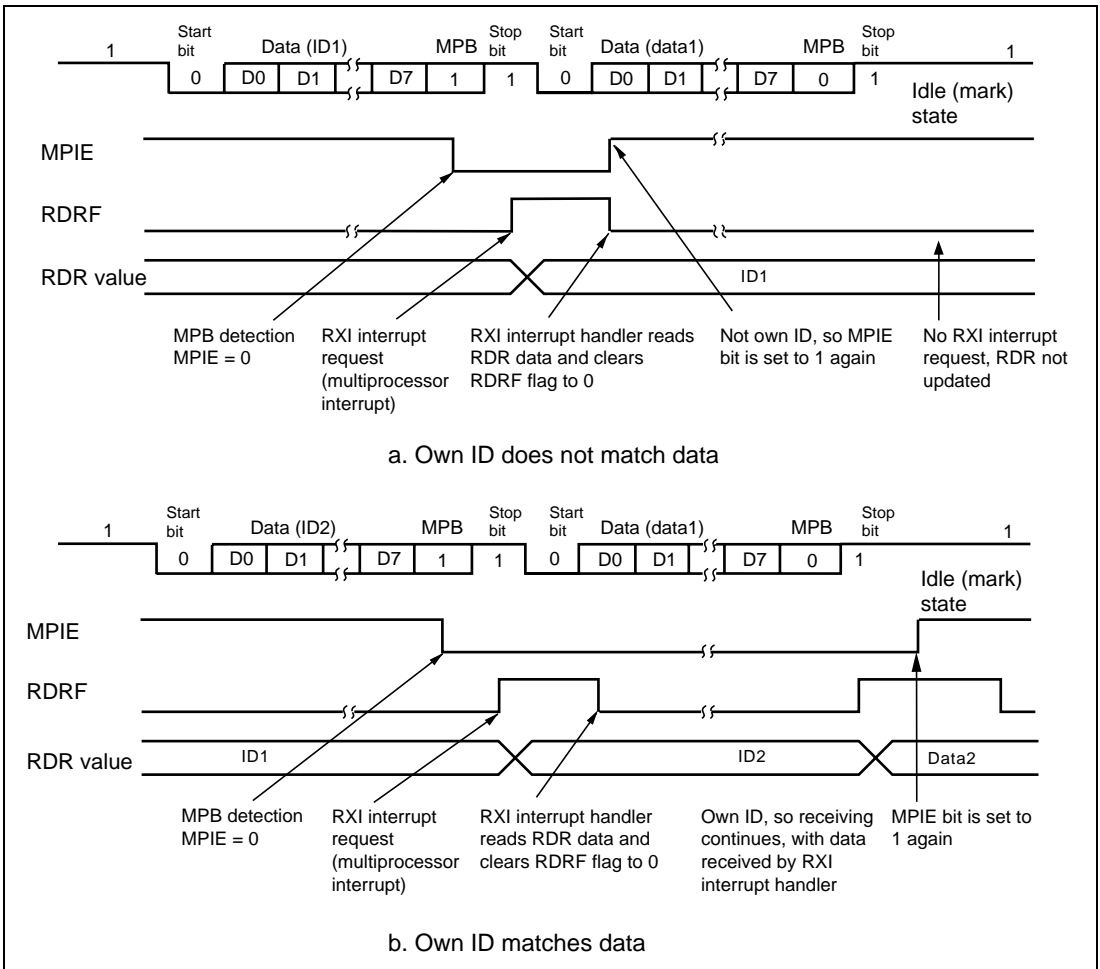 Start bit
Data (ID1)
MPB
Stop bit
Start bit
Data (data1)
MPB
Stop bit
1
1
0
D0
D1
D7
1
1
0
D0
D1
D7
0
1
Idle (mark) state
MPIE
RDRF
RDR value
ID1
MPB detection
MPIE = 0
RXI interrupt
request
(multiprocessor
interrupt)
RXI interrupt handler reads
RDR data and clears
RDRF flag to 0
Not own ID, so MPIE
bit is set to 1 again
No RXI interrupt
request, RDR not
updated
a. Own ID does not match data
Start bit
Data (ID2)
MPB
Stop bit
Start bit
Data (data1)
MPB
Stop bit
1
1
0
D0
D1
D7
1
1
0
D0
D1
D7
0
1
Idle (mark) state
MPIE
RDRF
RDR value
ID1
ID2
Data2
MPB detection
MPIE = 0
RXI interrupt
request
(multiprocessor
interrupt)
RXI interrupt handler
reads RDR data and
clears RDRF flag to 0
Own ID, so receiving
continues, with data
received by RXI
interrupt handler
MPIE bit is set to
1 again
b. Own ID matches data